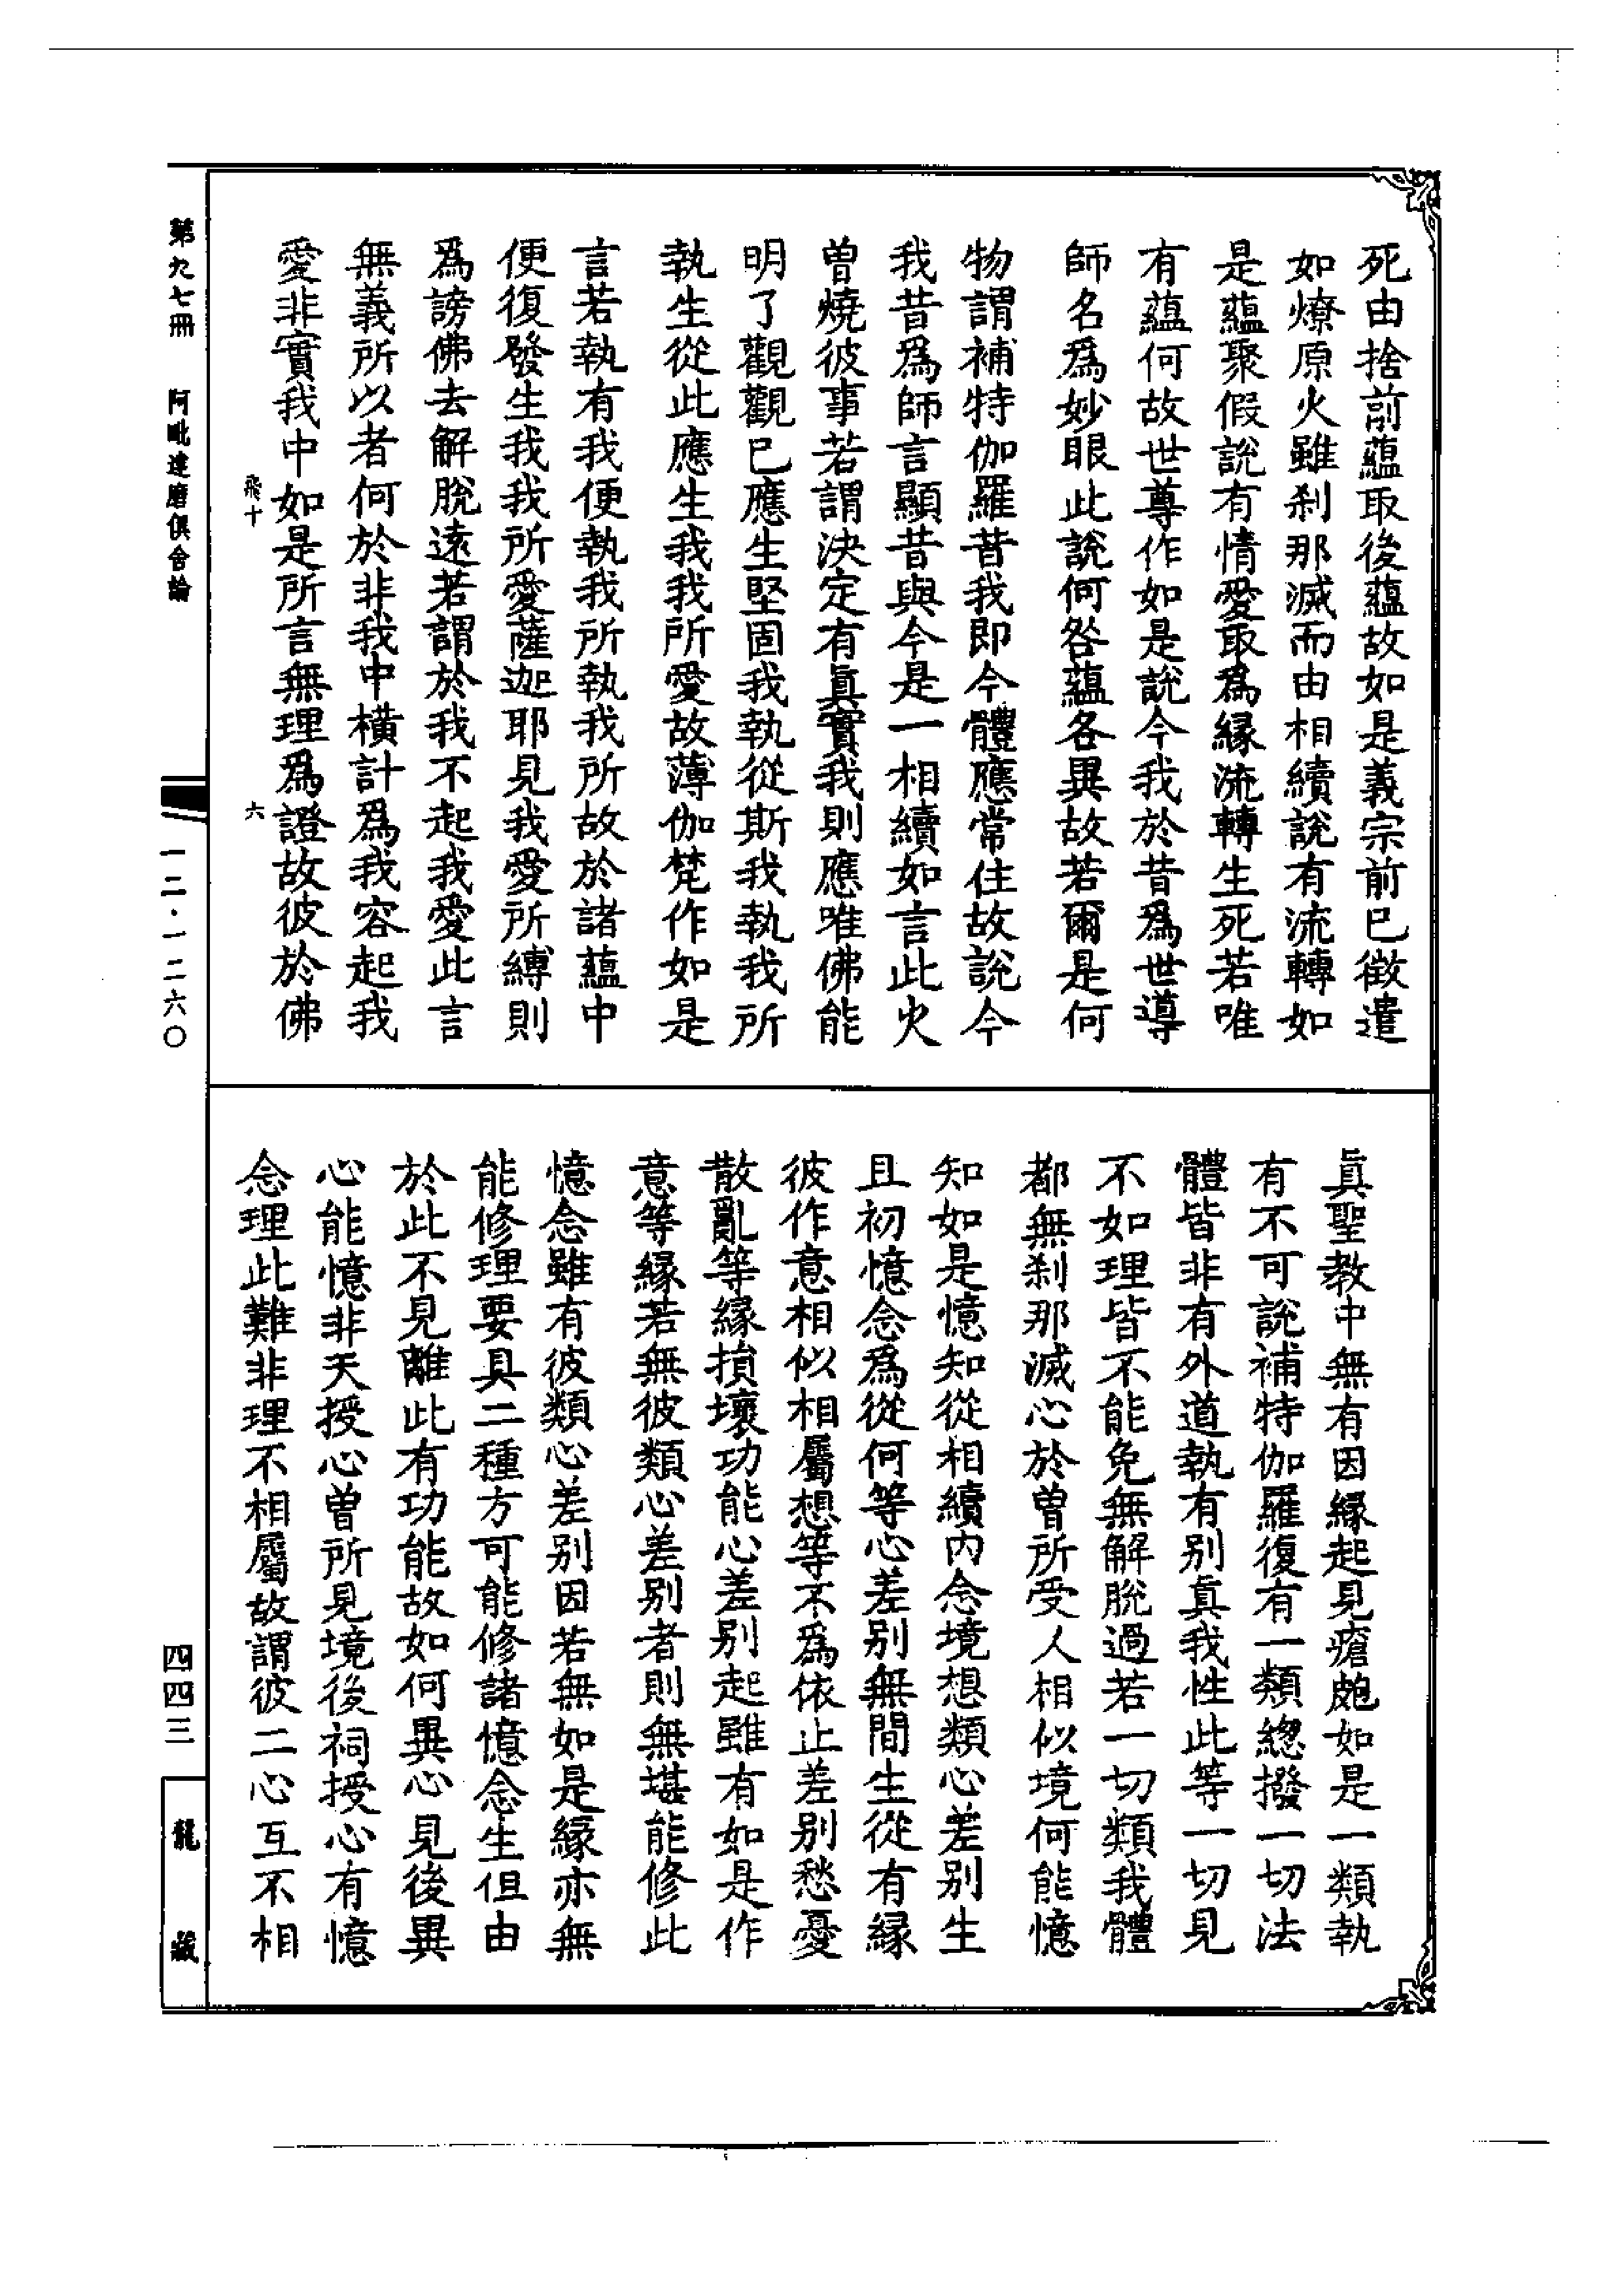 死由捨前蘊取後蘊故如是義宗前已徵遣
如燎原火雖刹那滅而由相續說有流轉如
是蘊聚假說有情愛取爲緣流轉生死若唯
有蘊何故世尊作如是說今我於昔爲世導
師名爲妙眼此說何咎蘊各異故若爾是何
物謂補特伽羅昔我即今體應常住故說今
我昔爲師言顯昔與今是一相續如言此火
曾燒彼事若謂決定有眞實我則應唯佛能
明了觀觀已應生堅固我執從斯我執我所
執生從此應生我我所愛故薄伽梵作如是
言若執有我便執我所執我所故於諸蘊中
便復發生我我所愛薩迦耶見我愛所縛則
爲謗佛去解脫遠若謂於我不起我愛此言
無義所以者何於非我中橫計爲我容起我
愛非實我中如是所言無理爲證故彼於佛
眞聖教中無有因緣起見瘡皰如是一類執
有不可說補特伽羅復有一類總撥一切法
體皆非有外道執有別眞我性此等一切見
不如理皆不能免無解脫過若一切類我體
都無刹那滅心於曾所受久相似境何能憶
知如是憶知從相續內念境想類心差別生
且初憶念爲從何等心差別無間生從有緣
彼作意相似相屬想等不爲依止差別愁憂
散亂等緣損壞功能心差別起雖有如是作
意等緣若無彼類心差別者則無堪能修此
憶念雖有彼類心差別因若無如是緣亦無
能修理要具二種方可能修諸憶念生但由
於此不見離此有功能故如何異心見後異
心能憶非天授心曾所見境後祠授心有憶
念理此難非理不相屬故謂彼二心互不相
第九七冊 阿毗達磨俱舍論
飛十 六
一二·一二六〇
四四三
龍藏